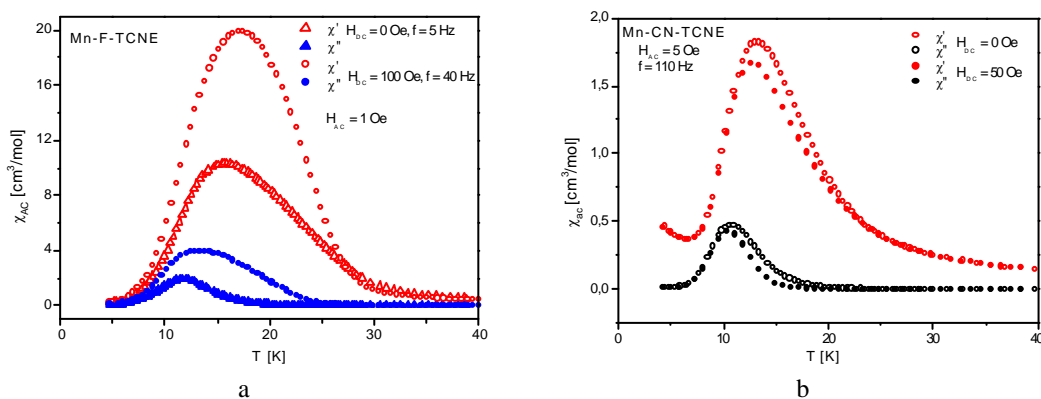 Mn-F-TCNE
χ' H_DC = 0 Oe, f = 5 Hz
χ"
χ'
χ" H_DC = 100 Oe, f = 40 Hz
H_AC = 1 Oe
20
16
12
8
4
0
χ_AC [cm³/mol]
0 10 20 30 40
T [K]
a
Mn-CN-TCNE
H_AC = 5 Oe
f = 110 Hz
χ'
χ" H_DC = 0 Oe
χ'
χ" H_DC = 50 Oe
2,0
1,5
1,0
0,5
0,0
χ_ac [cm³/mol]
0 10 20 30 40
T [K]
b